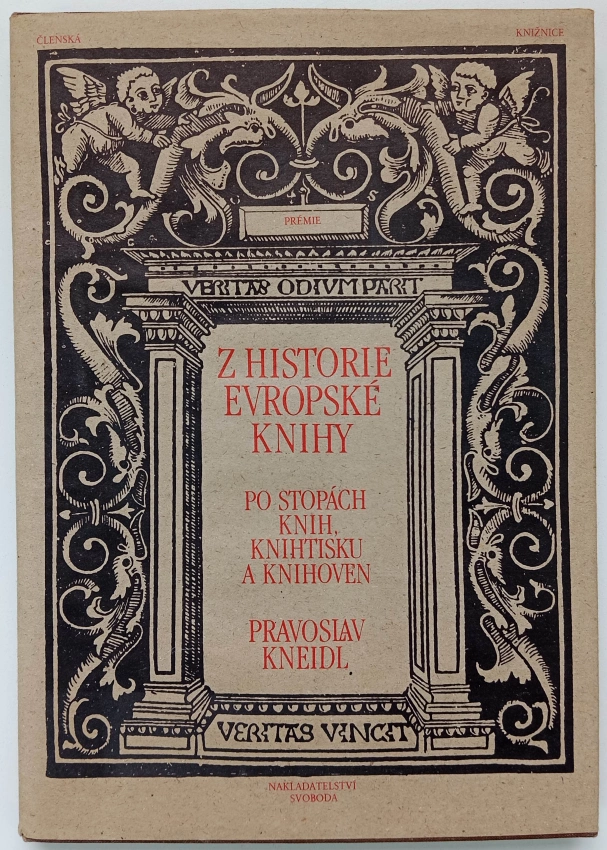 ČLENSKÁ KNIŽNICE
PRÉMIE
VERITAS ODIVM PARIT
Z HISTORIE
EVROPSKÉ
KNIHY
PO STOPÁCH
KNIH,
KNIHTISKU
A KNIHOVEN
PRAVOSLAV
KNEIDL
VERITAS VINCIT
NAKLADATELSTVÍ
SVOBODA